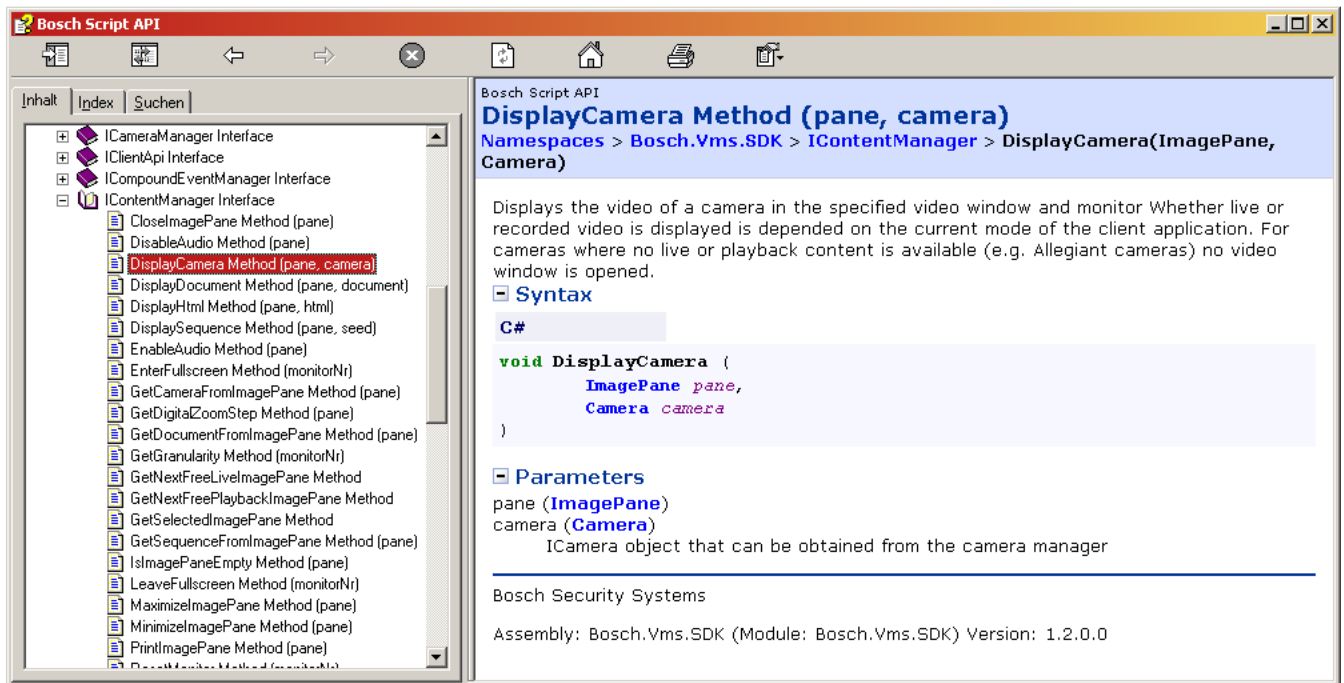 Bosch Script API
Inhalt
Index
Suchen
ICameraManager Interface
IClientApi Interface
ICompoundEventManager Interface
IContentManager Interface
CloseImagePane Method (pane)
DisableAudio Method (pane)
DisplayCamera Method (pane, camera)
DisplayDocument Method (pane, document)
DisplayHtml Method (pane, html)
DisplaySequence Method (pane, seed)
EnableAudio Method (pane)
EnterFullscreen Method (monitorNr)
GetCameraFromImagePane Method (pane)
GetDigitalZoomStep Method (pane)
GetDocumentFromImagePane Method (pane)
GetGranularity Method (monitorNr)
GetNextFreeLiveImagePane Method
GetNextFreePlaybackImagePane Method
GetSelectedImagePane Method
GetSequenceFromImagePane Method (pane)
IsImagePaneEmpty Method (pane)
LeaveFullscreen Method (monitorNr)
MaximizeImagePane Method (pane)
MinimizeImagePane Method (pane)
PrintImagePane Method (pane)
Bosch Script API
DisplayCamera Method (pane, camera)
Namespaces > Bosch.Vms.SDK > IContentManager > DisplayCamera(ImagePane,
Camera)
Displays the video of a camera in the specified video window and monitor Whether live or
recorded video is displayed is depended on the current mode of the client application. For
cameras where no live or playback content is available (e.g. Allegiant cameras) no video
window is opened.
Syntax
C#
void DisplayCamera (
ImagePane pane,
Camera camera
)
Parameters
pane (ImagePane)
camera (Camera)
ICamera object that can be obtained from the camera manager
Bosch Security Systems
Assembly: Bosch.Vms.SDK (Module: Bosch.Vms.SDK) Version: 1.2.0.0